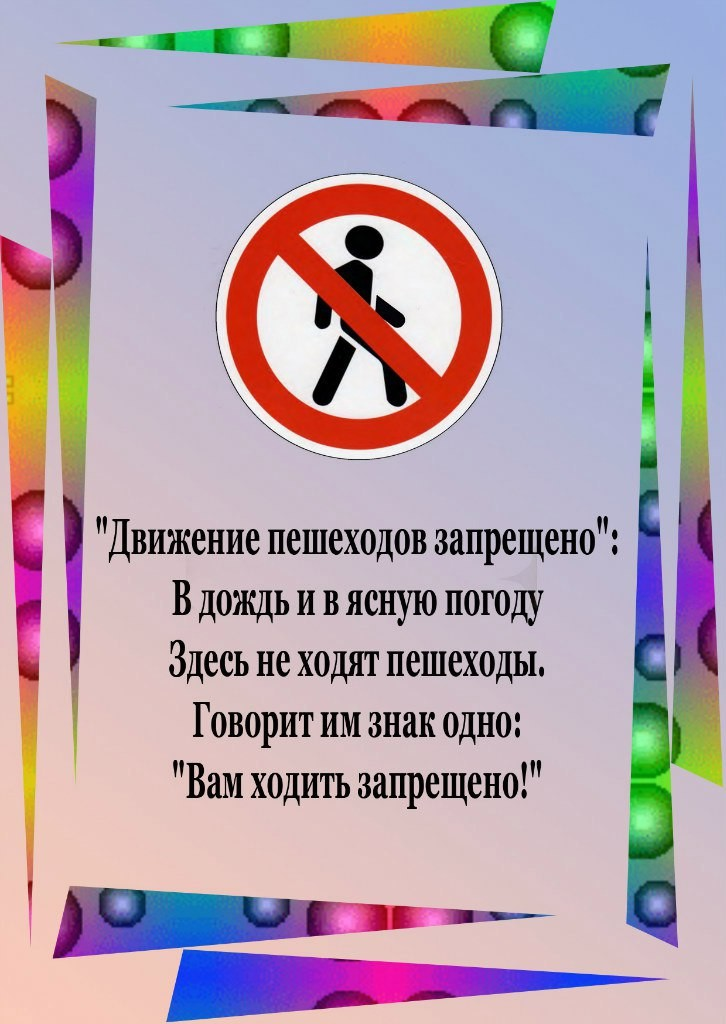 "Движение пешеходов запрещено":
В дождь и в ясную погоду
Здесь не ходят пешеходы.
Говорит им знак одно:
"Вам ходить запрещено!"